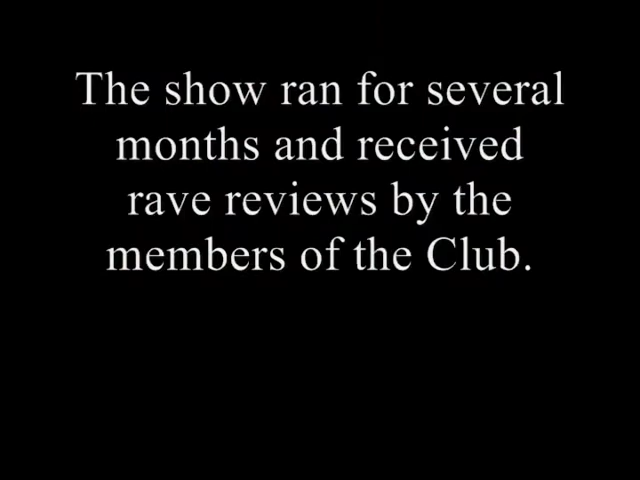 The show ran for several
months and received
rave reviews by the
members of the Club.